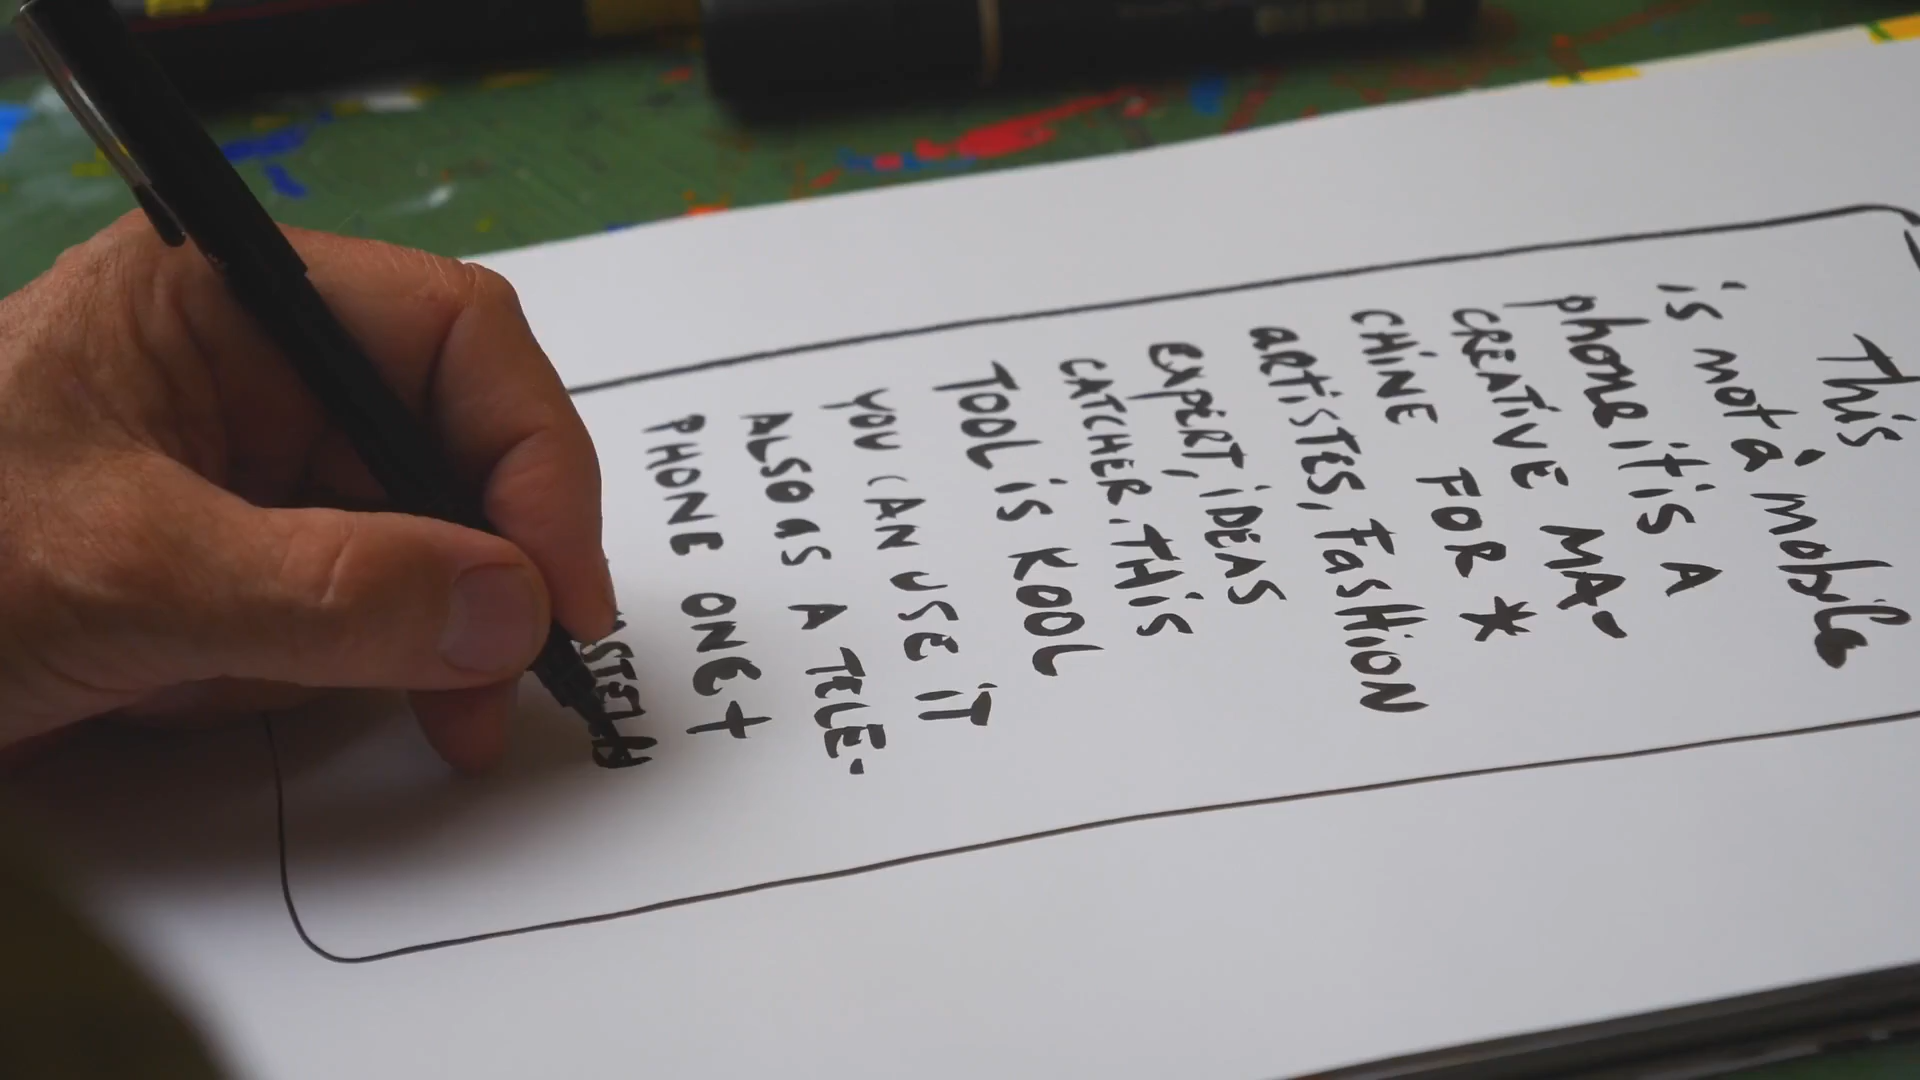 This
is not a mobile
phone it is A
CREATIVE MA-
CHINE FOR *
ARTISTES, FASHION
EXPERT, IDEAS
CATCHER. THIS
TOOL IS KOOL
YOU CAN USE IT
ALSO AS A TELE-
PHONE ONE +